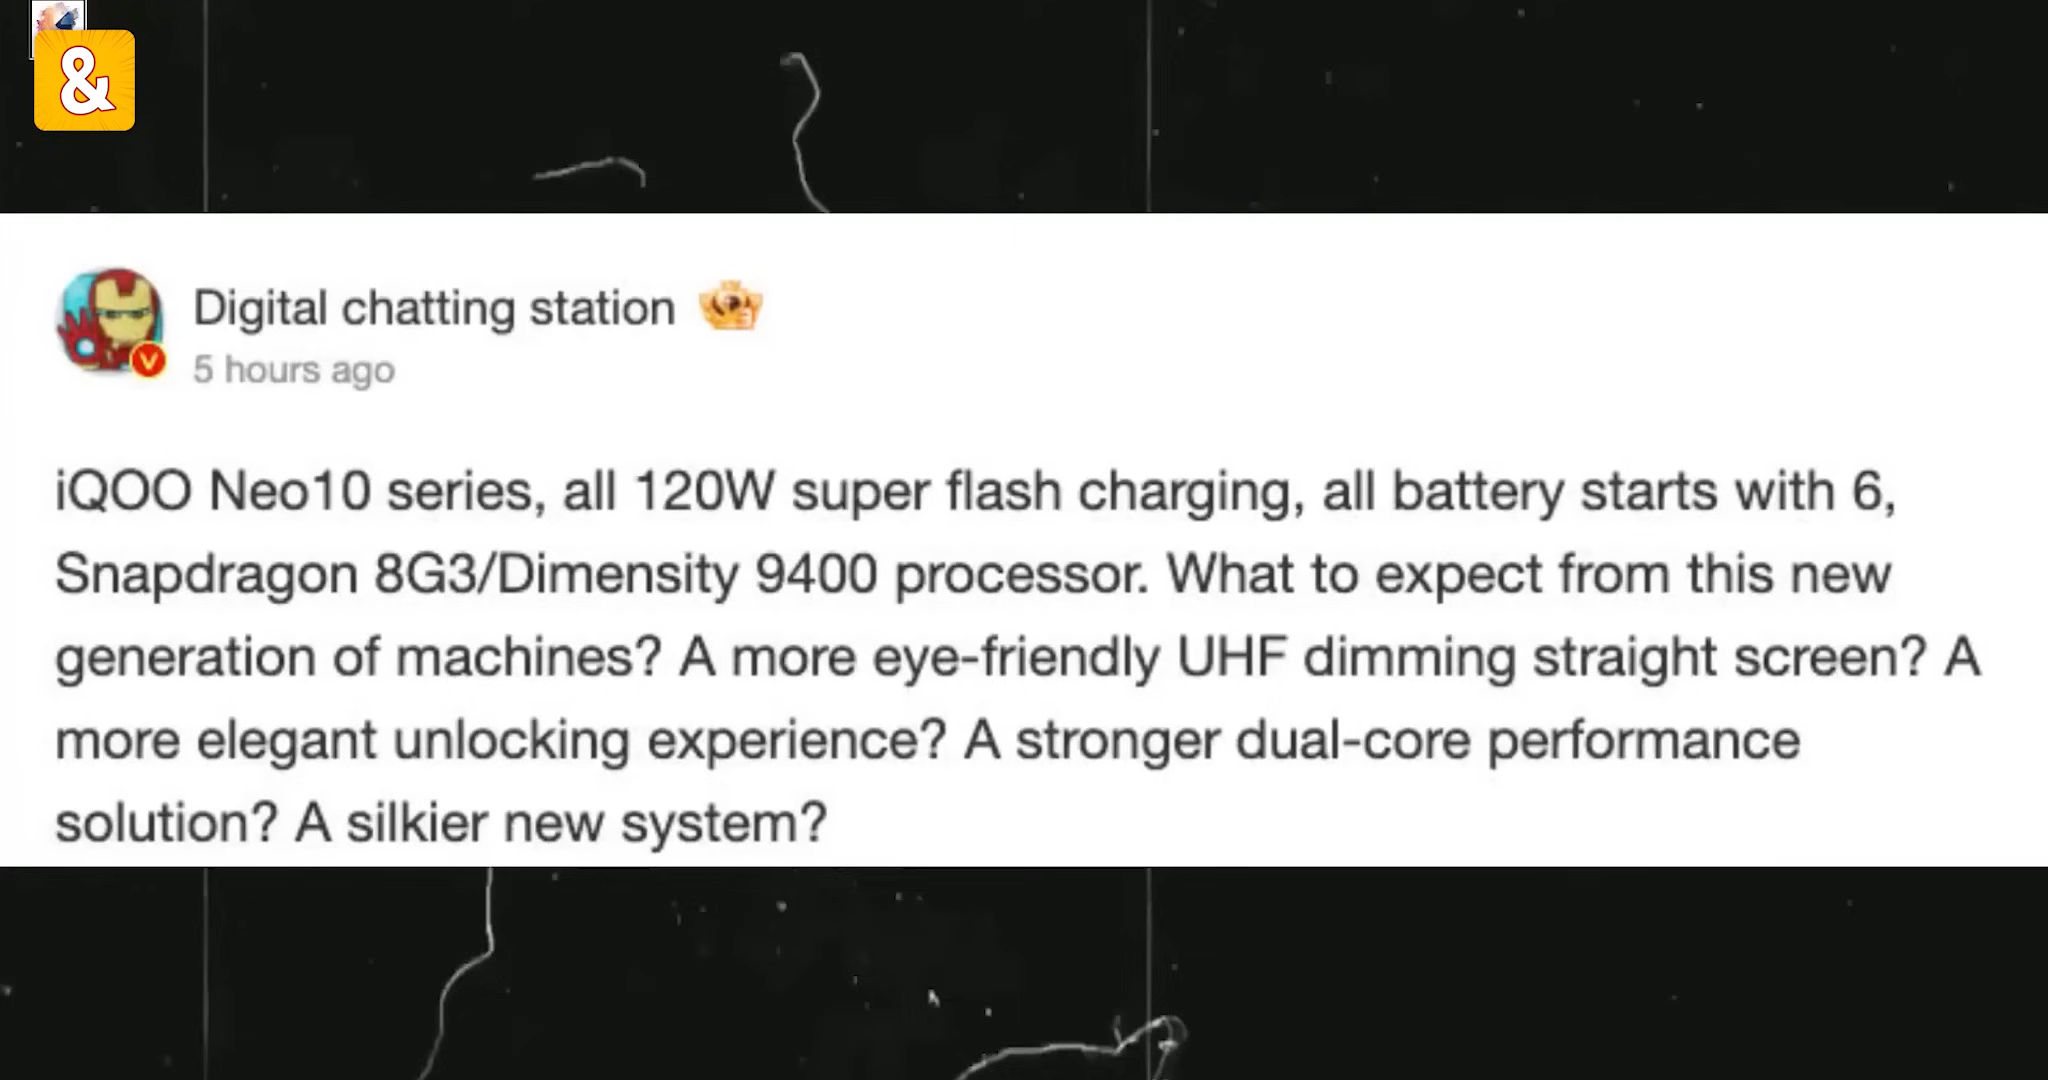 &
Digital chatting station
V
5 hours ago
iQOO Neo10 series, all 120W super flash charging, all battery starts with 6,
Snapdragon 8G3/Dimensity 9400 processor. What to expect from this new
generation of machines? A more eye-friendly UHF dimming straight screen? A
more elegant unlocking experience? A stronger dual-core performance
solution? A silkier new system?